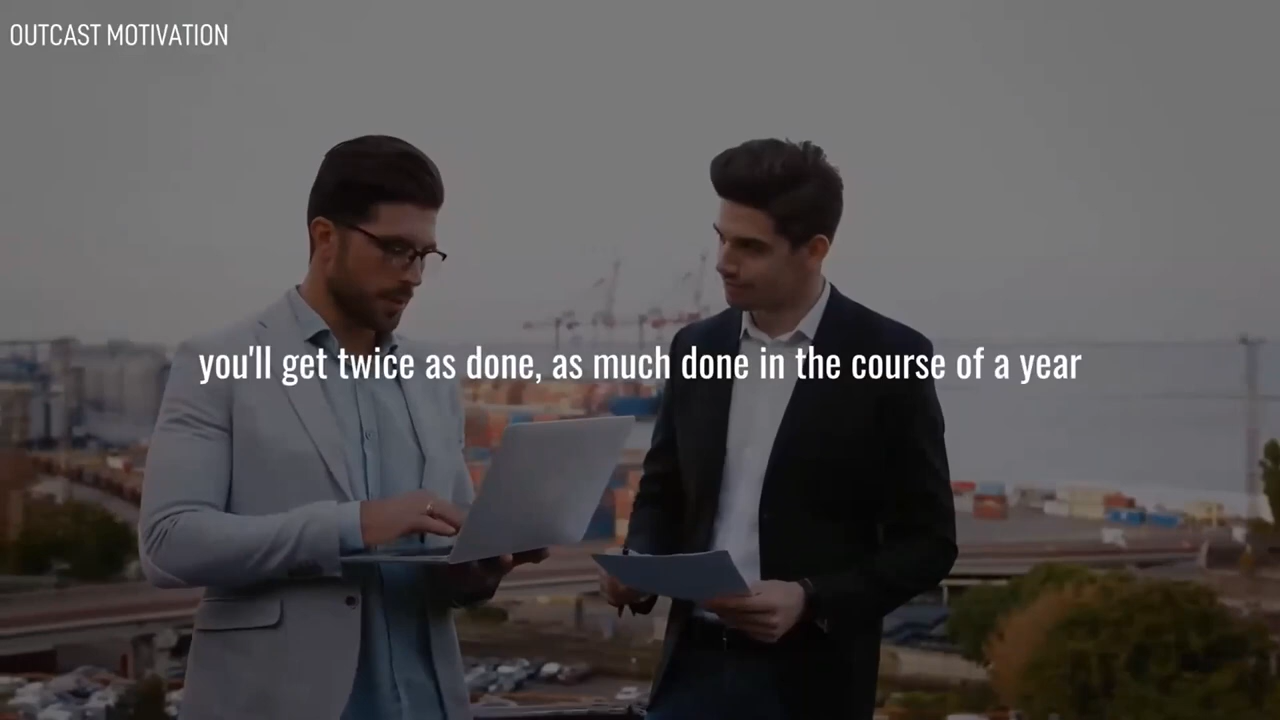 OUTCAST MOTIVATION
you'll get twice as done, as much done in the course of a year